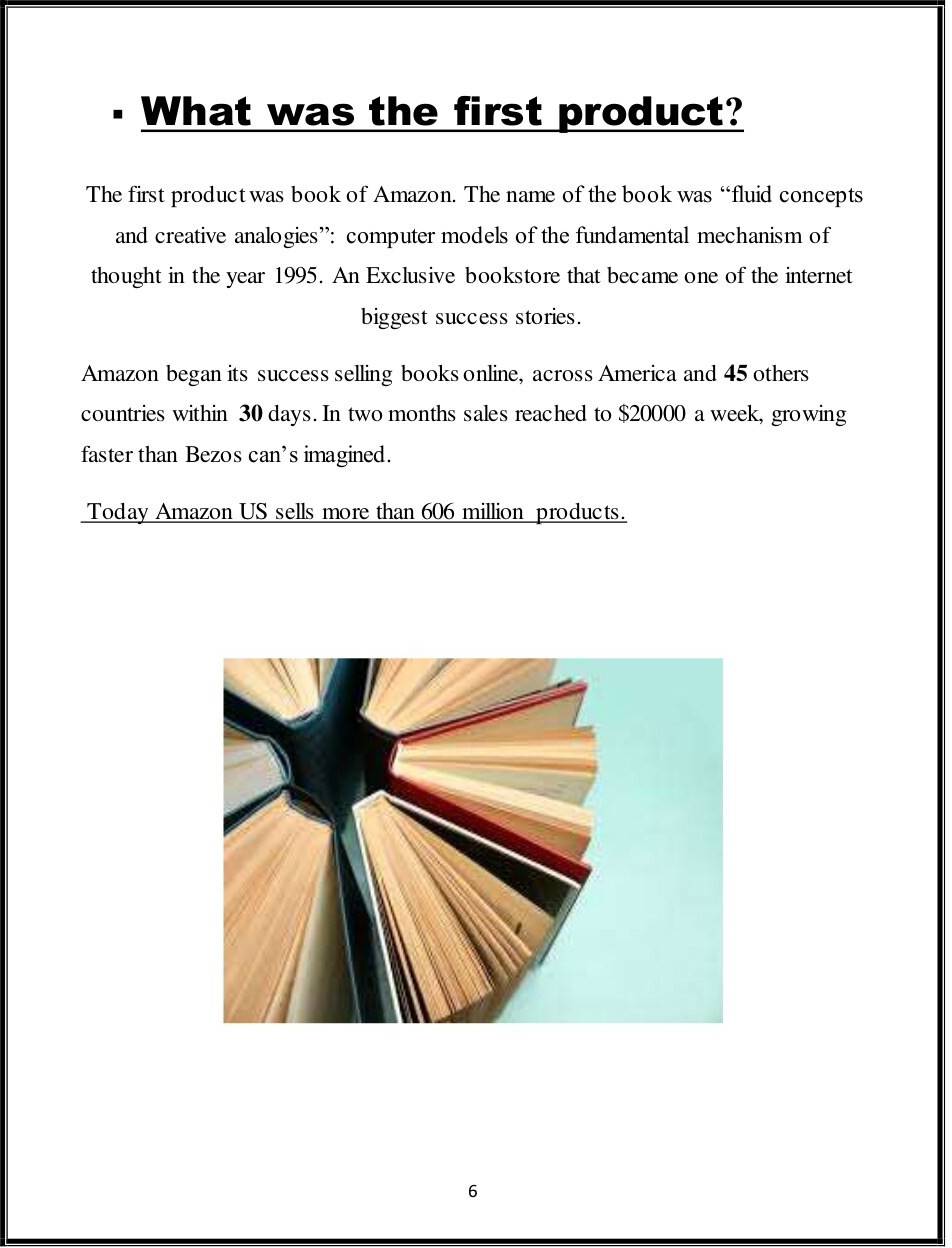 ▪ What was the first product?
The first product was book of Amazon. The name of the book was “fluid concepts
and creative analogies”: computer models of the fundamental mechanism of
thought in the year 1995. An Exclusive bookstore that became one of the internet
biggest success stories.
Amazon began its success selling books online, across America and 45 others
countries within 30 days. In two months sales reached to $20000 a week, growing
faster than Bezos can’s imagined.
Today Amazon US sells more than 606 million products.
6